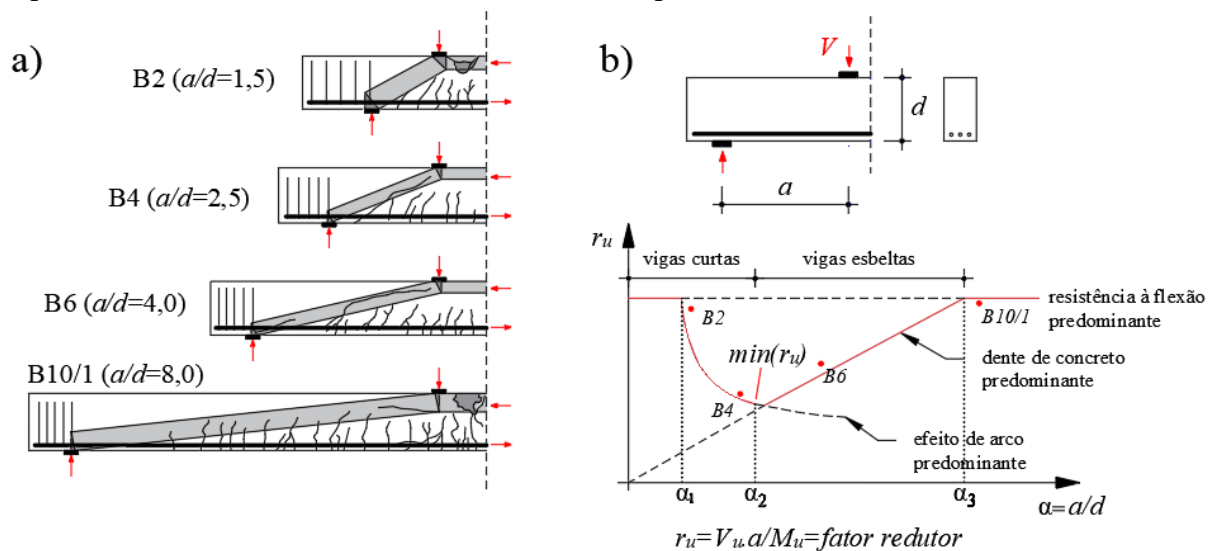 a)
B2 (a/d=1,5)
B4 (a/d=2,5)
B6 (a/d=4,0)
B10/1 (a/d=8,0)
b)
V
d
a
r_u
vigas curtas
vigas esbeltas
B2
B10/1
resistência à flexão
predominante
min(r_u)
dente de concreto
predominante
B6
B4
efeito de arco
predominante
α₁
α₂
α₃
α=a/d
r_u=V_u.a/M_u=fator redutor